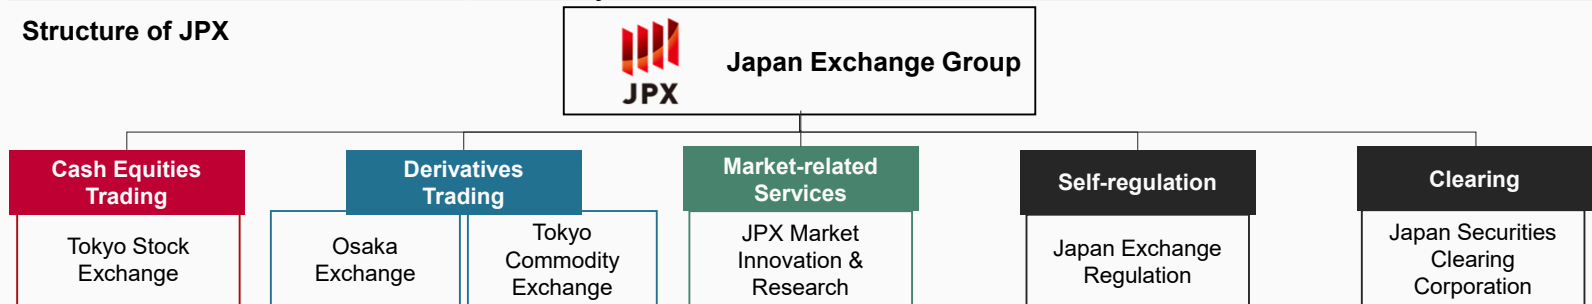 Structure of JPX
JPX
Japan Exchange Group
Cash Equities
Trading
Derivatives
Trading
Market-related
Services
Self-regulation
Clearing
Tokyo Stock
Exchange
Osaka
Exchange
Tokyo
Commodity
Exchange
JPX Market
Innovation &
Research
Japan Exchange
Regulation
Japan Securities
Clearing
Corporation